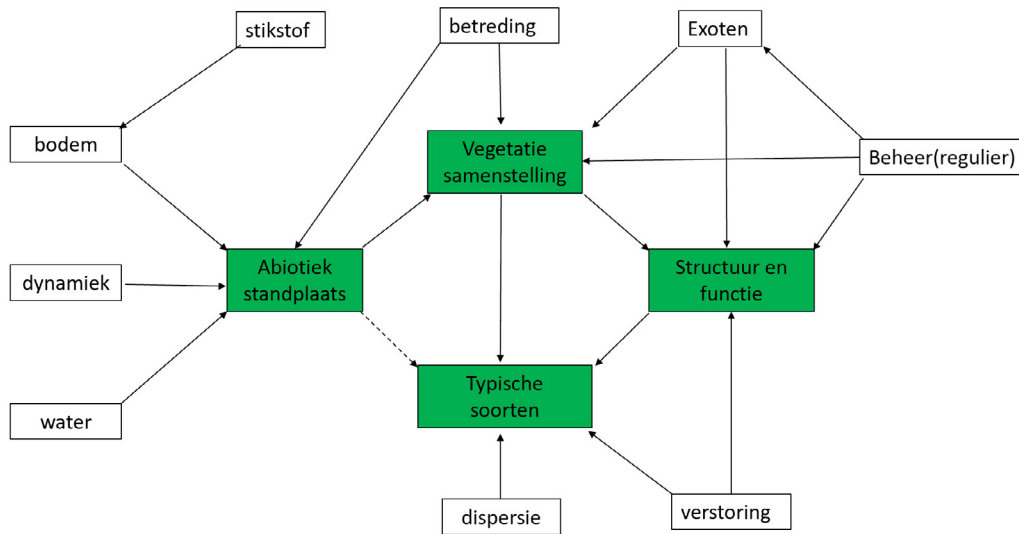 stikstof
betreding
Exoten
bodem
Vegetatie
samenstelling
Beheer(regulier)
dynamiek
Abiotiek
standplaats
Structuur en
functie
Typische
soorten
water
dispersie
verstoring